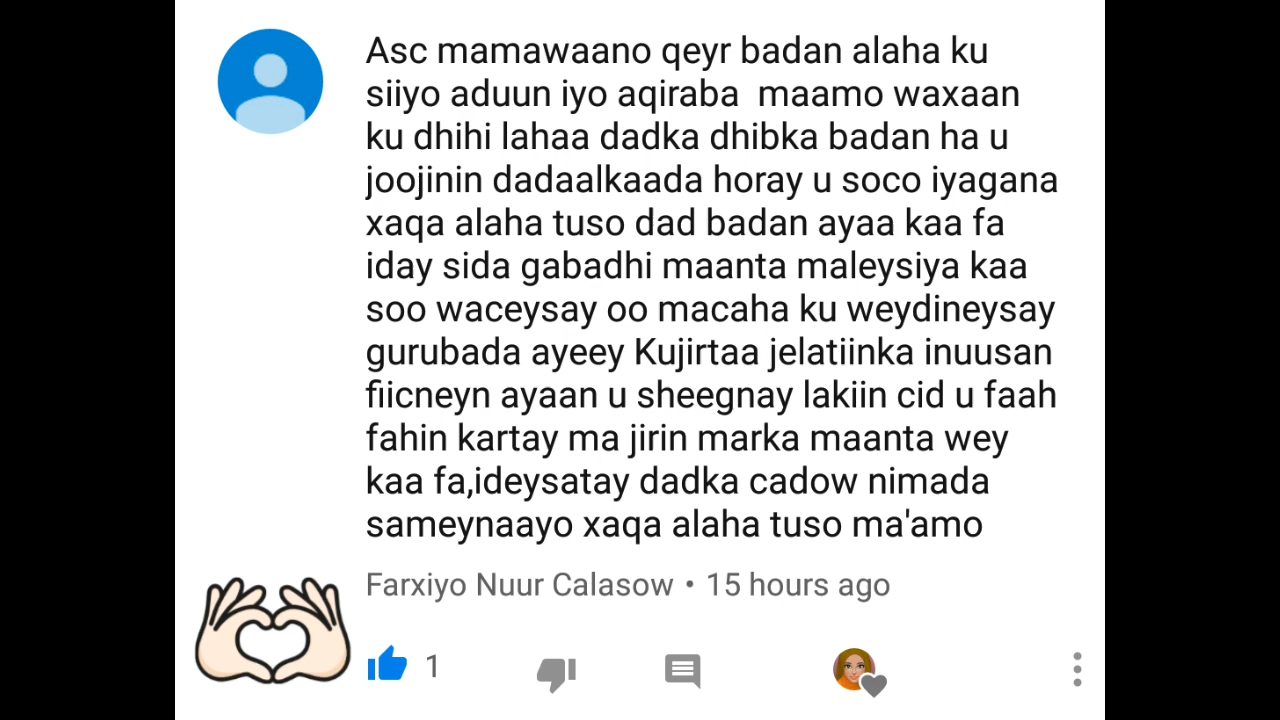 Asc mamawaano qeyr badan alaha ku
siiyo aduun iyo aqiraba  maamo waxaan
ku dhihi lahaa dadka dhibka badan ha u
joojinin dadaalkaada horay u soco iyagana
xaqa alaha tuso dad badan ayaa kaa fa
iday sida gabadhi maanta maleysiya kaa
soo waceysay oo macaha ku weydineysay
gurubada ayeey Kujirtaa jelatiinka inuusan
fiicneyn ayaan u sheegnay lakiin cid u faah
fahin kartay ma jirin marka maanta wey
kaa fa,ideysatay dadka cadow nimada
sameynaayo xaqa alaha tuso ma'amo
Farxiyo Nuur Calasow • 15 hours ago
1